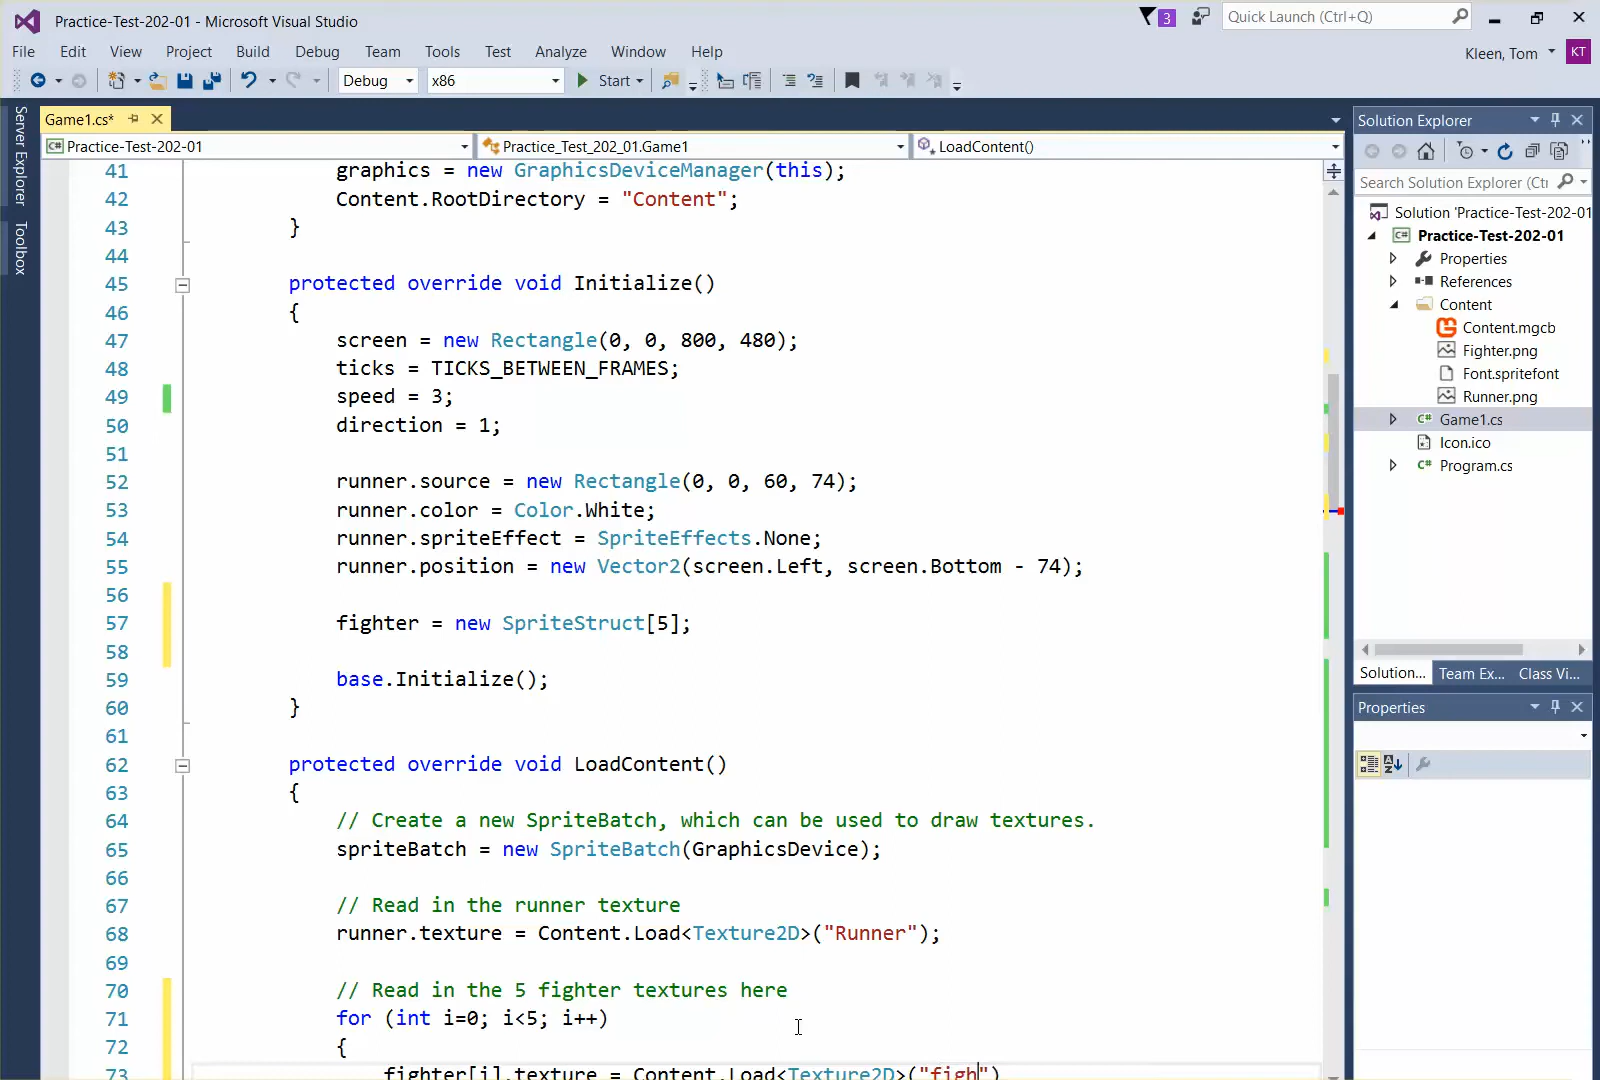 Practice-Test-202-01 - Microsoft Visual Studio
3
Quick Launch (Ctrl+Q)
File Edit View Project Build Debug Team Tools Test Analyze Window Help
Kleen, Tom
KT
Debug x86 Start
Server Explorer
Toolbox
Game1.cs*
Practice-Test-202-01
Practice_Test_202_01.Game1
LoadContent()
41 graphics = new GraphicsDeviceManager(this);
42 Content.RootDirectory = "Content";
43 }
44
45 protected override void Initialize()
46 {
47 screen = new Rectangle(0, 0, 800, 480);
48 ticks = TICKS_BETWEEN_FRAMES;
49 speed = 3;
50 direction = 1;
51
52 runner.source = new Rectangle(0, 0, 60, 74);
53 runner.color = Color.White;
54 runner.spriteEffect = SpriteEffects.None;
55 runner.position = new Vector2(screen.Left, screen.Bottom - 74);
56
57 fighter = new SpriteStruct[5];
58
59 base.Initialize();
60 }
61
62 protected override void LoadContent()
63 {
64 // Create a new SpriteBatch, which can be used to draw textures.
65 spriteBatch = new SpriteBatch(GraphicsDevice);
66
67 // Read in the runner texture
68 runner.texture = Content.Load<Texture2D>("Runner");
69
70 // Read in the 5 fighter textures here
71 for (int i=0; i<5; i++)
72 {
73 fighter[i].texture = Content.Load<Texture2D>("figh")
Solution Explorer
Search Solution Explorer (Ctr
Solution 'Practice-Test-202-01
Practice-Test-202-01
Properties
References
Content
Content.mgcb
Fighter.png
Font.spritefont
Runner.png
Game1.cs
Icon.ico
Program.cs
Solution... Team Ex... Class Vi...
Properties